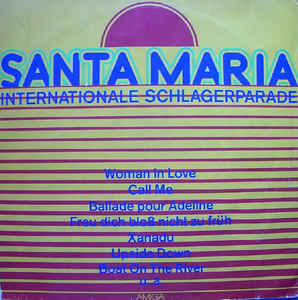 SANTA MARIA
INTERNATIONALE SCHLAGERPARADE
Woman in Love
Call Me
Ballade pour Adeline
Freu dich bloß nicht zu früh
Xanadu
Upside Down
Boat On The River
u. a.
AMIGA